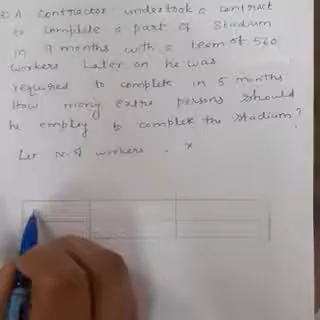 A contractor undertook a contract
to complete a part of Stadium
in 9 months with a team of 560
workers Later on he was
required to complete in 5 months
How many extra persons should
he employ to complete the stadium?
Let workers . x